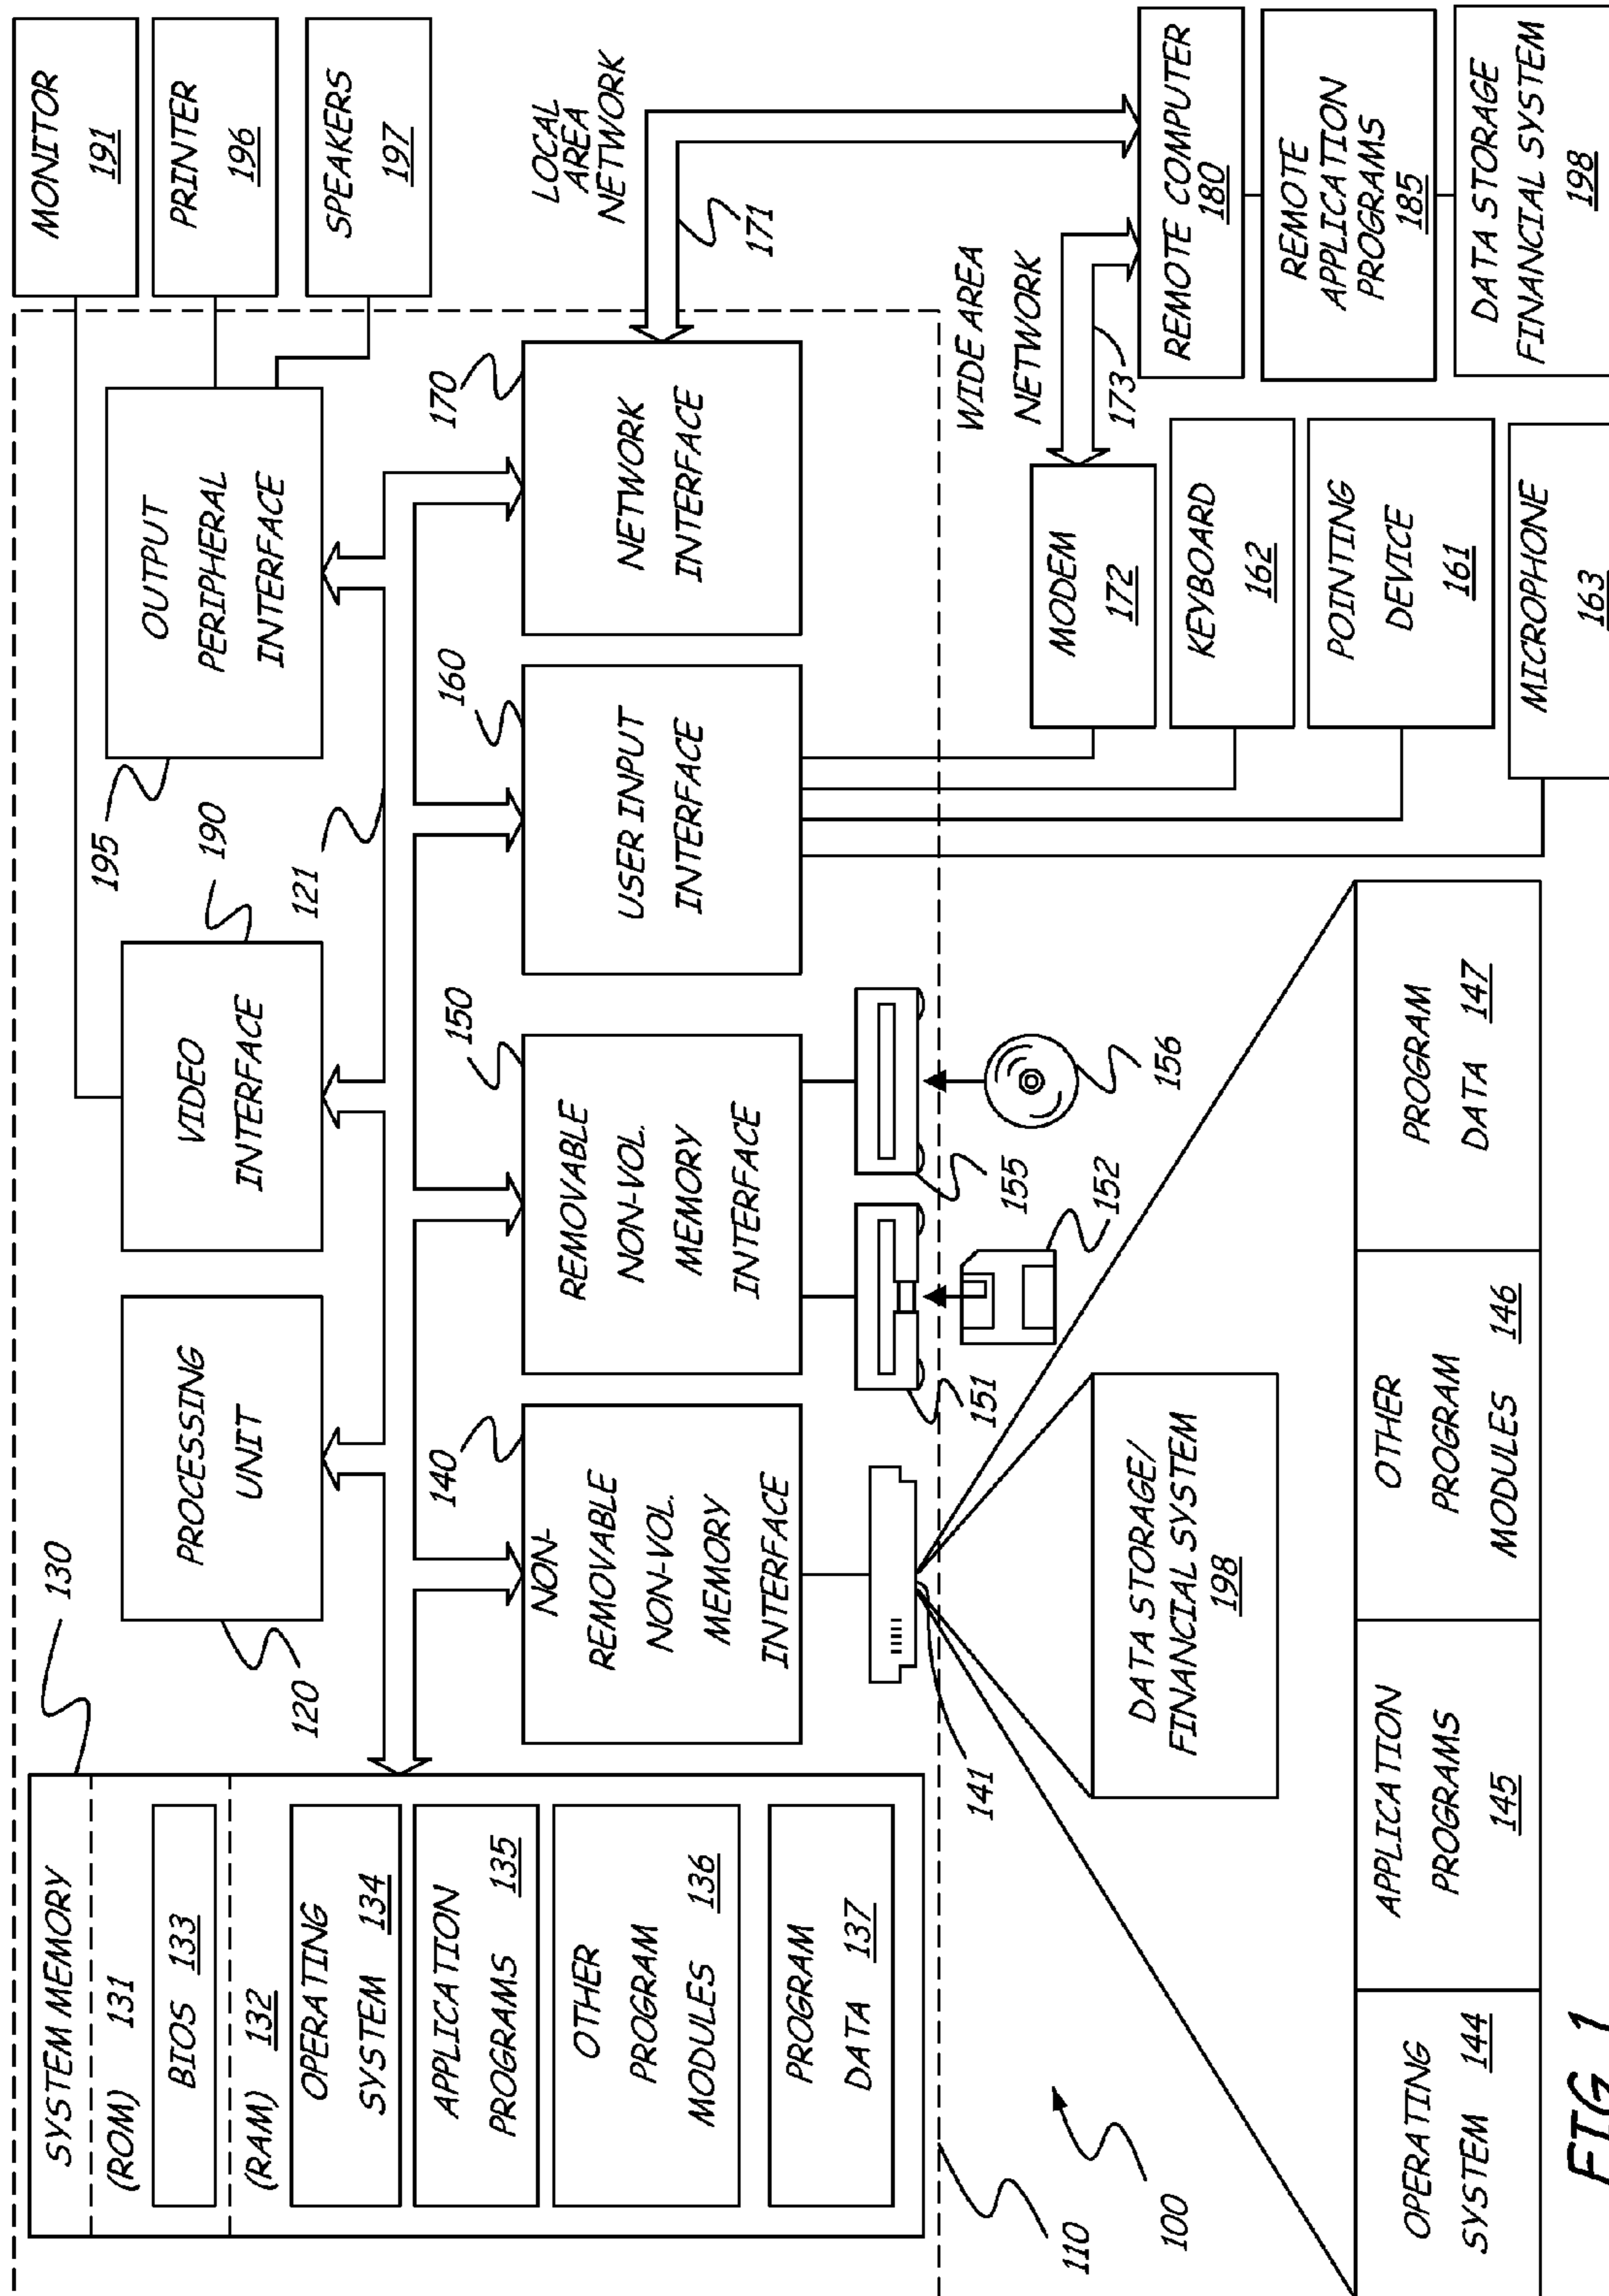 SYSTEM MEMORY
(ROM) 131
BIOS 133
(RAM) 132
OPERATING
SYSTEM 134
APPLICATION
PROGRAMS 135
OTHER
PROGRAM
MODULES 136
PROGRAM
DATA 137
130
PROCESSING
UNIT
120
VIDEO
INTERFACE
190
121
OUTPUT
PERIPHERAL
INTERFACE
195
MONITOR
191
PRINTER
196
SPEAKERS
197
NON-
REMOVABLE
NON-VOL.
MEMORY
INTERFACE
140
REMOVABLE
NON-VOL.
MEMORY
INTERFACE
150
USER INPUT
INTERFACE
160
NETWORK
INTERFACE
170
LOCAL
AREA
NETWORK
171
141
151
152
155
156
WIDE AREA
NETWORK
173
MODEM
172
KEYBOARD
162
POINTING
DEVICE
161
MICROPHONE
163
REMOTE COMPUTER
180
REMOTE
APPLICATION
PROGRAMS
185
DATA STORAGE
FINANCIAL SYSTEM
198
110
100
DATA STORAGE/
FINANCIAL SYSTEM
198
OPERATING
SYSTEM 144
APPLICATION
PROGRAMS
145
OTHER
PROGRAM
MODULES 146
PROGRAM
DATA 147
FIG. 1